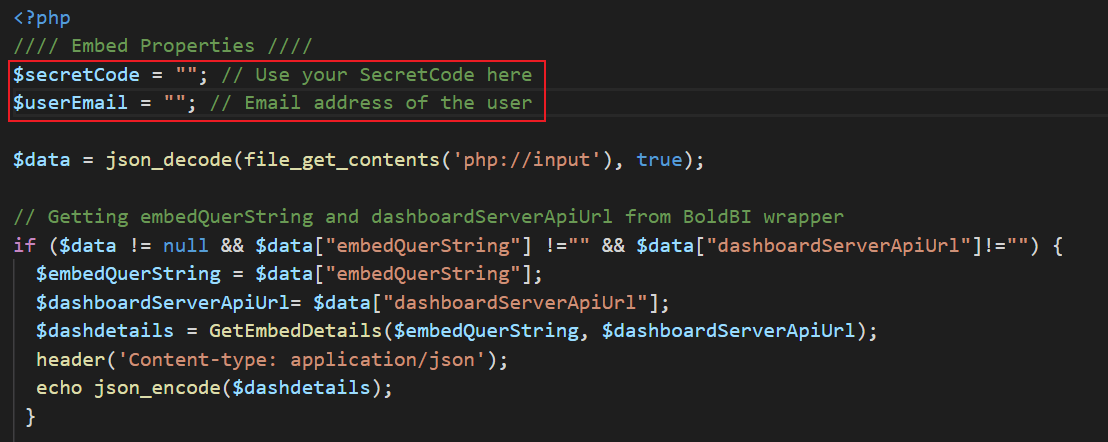 <?php
//// Embed Properties ////
$secretCode = ""; // Use your SecretCode here
$userEmail = ""; // Email address of the user
$data = json_decode(file_get_contents('php://input'), true);
// Getting embedQuerString and dashboardServerApiUrl from BoldBI wrapper
if ($data != null && $data["embedQuerString"] !="" && $data["dashboardServerApiUrl"]!="") {
$embedQuerString = $data["embedQuerString"];
$dashboardServerApiUrl= $data["dashboardServerApiUrl"];
$dashdetails = GetEmbedDetails($embedQuerString, $dashboardServerApiUrl);
header('Content-type: application/json');
echo json_encode($dashdetails);
}